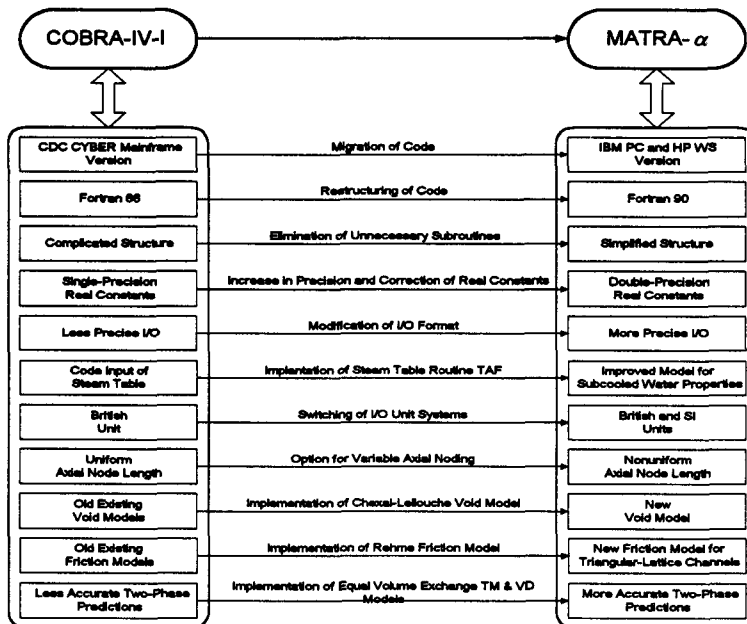 COBRA-IV-I
MATRA-α
CDC CYBER Mainframe
Version
Migration of Code
IBM PC and HP WS
Version
Fortran 66
Restructuring of Code
Fortran 90
Complicated Structure
Elimination of Unnecessary Subroutines
Simplified Structure
Single-Precision
Real Constants
Increase in Precision and Correction of Real Constants
Double-Precision
Real Constants
Less Precise I/O
Modification of I/O Format
More Precise I/O
Code Input of
Steam Table
Implantation of Steam Table Routine TAF
Improved Model for
Subcooled Water Properties
British
Unit
Switching of I/O Unit Systems
British and SI
Units
Uniform
Axial Node Length
Option for Variable Axial Noding
Nonuniform
Axial Node Length
Old Existing
Void Models
Implementation of Chexal-Lellouche Void Model
New
Void Model
Old Existing
Friction Models
Implementation of Rehme Friction Model
New Friction Model for
Triangular-Lattice Channels
Less Accurate Two-Phase
Predictions
Implementation of Equal Volume Exchange TM & VD
Models
More Accurate Two-Phase
Predictions